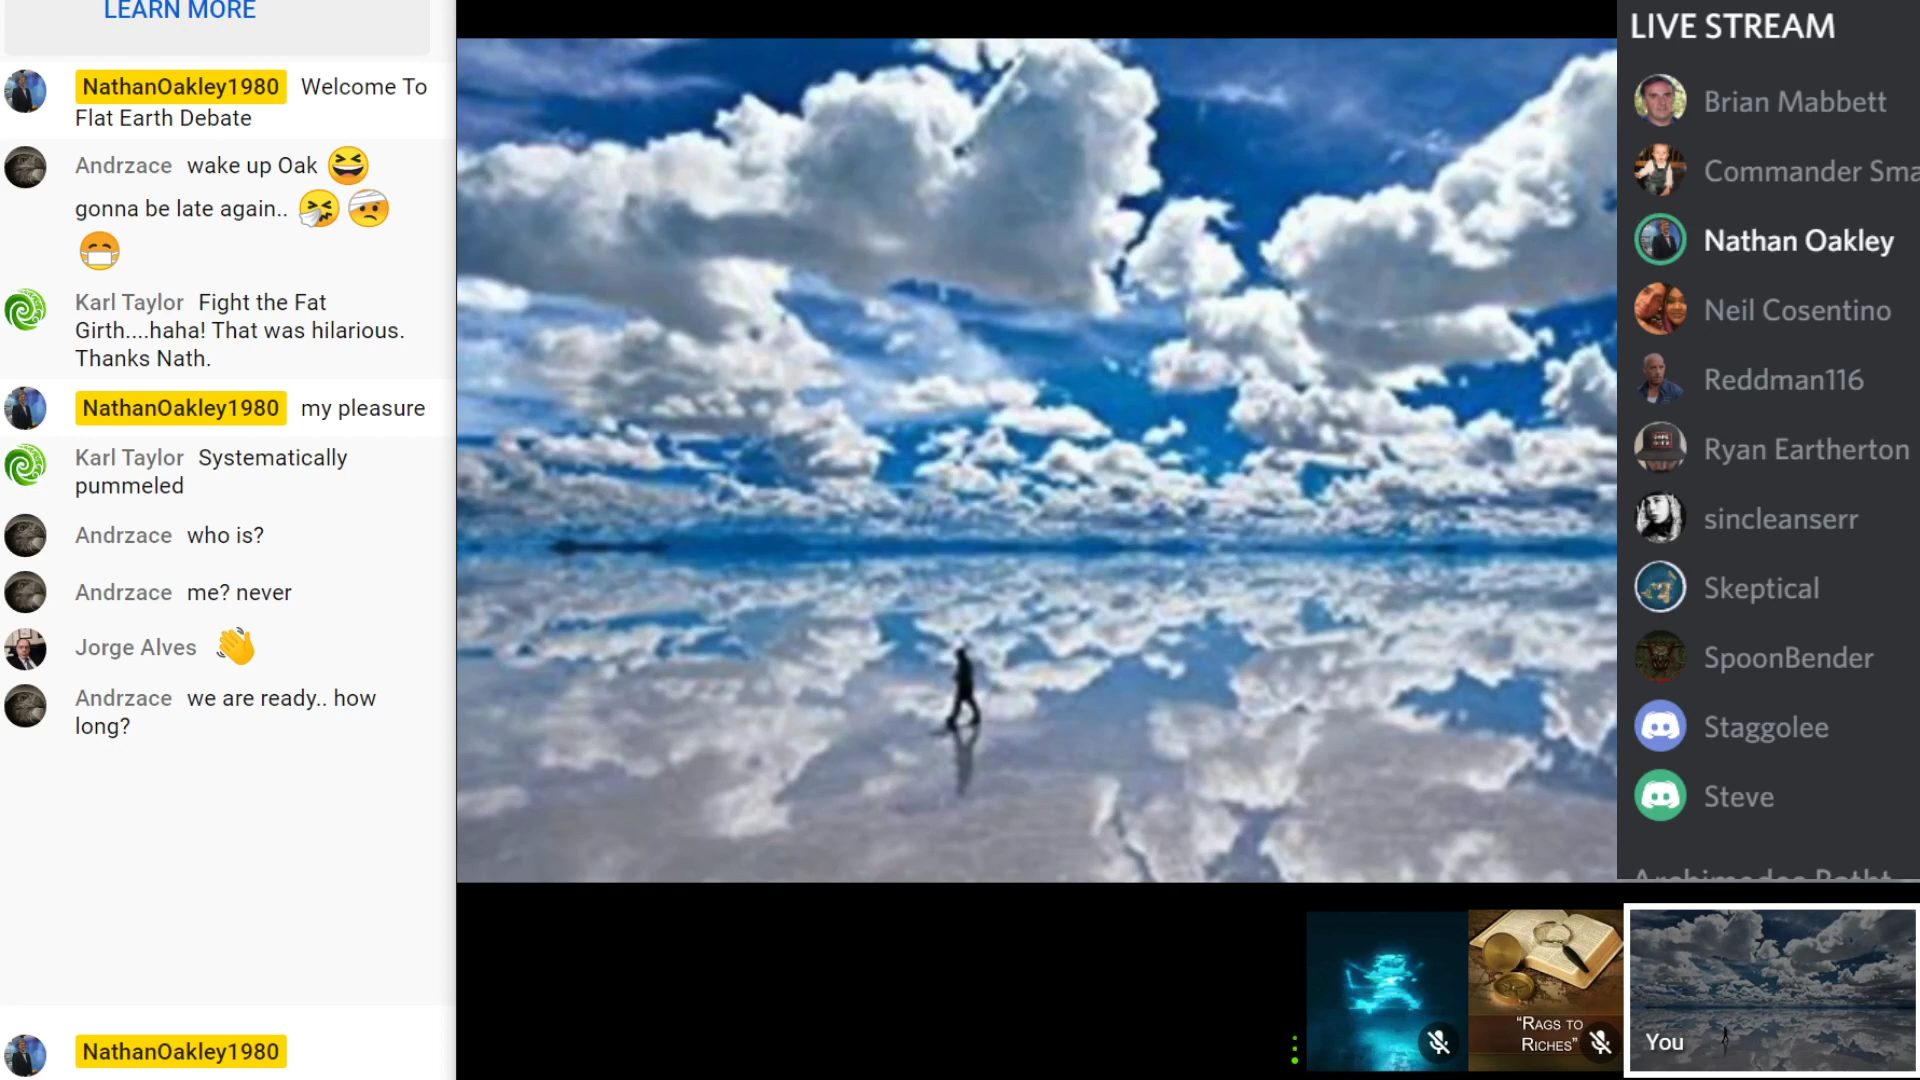 LEARN MORE
NathanOakley1980 Welcome To
Flat Earth Debate
Andrzace wake up Oak 😆
gonna be late again.. 🤧 🤕
😷
Karl Taylor Fight the Fat
Girth....haha! That was hilarious.
Thanks Nath.
NathanOakley1980 my pleasure
Karl Taylor Systematically
pummeled
Andrzace who is?
Andrzace me? never
Jorge Alves 👋
Andrzace we are ready.. how
long?
NathanOakley1980
LIVE STREAM
Brian Mabbett
Commander Sma
Nathan Oakley
Neil Cosentino
Reddman116
Ryan Eartherton
sincleanserr
Skeptical
SpoonBender
Staggolee
Steve
"RAGS TO
RICHES"
You